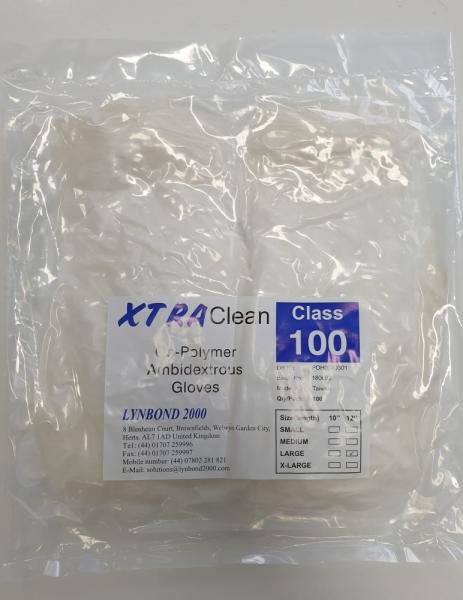 XTRAClean
Class
100
Co-Polymer
Ambidextrous
Gloves
Taiwan
Qty/Pack: 100
LYNBOND 2000
8 Blenheim Court, Brownfields, Welwyn Garden City,
Herts. AL7 1AD United Kingdom
Tel: (44) 01707 259996
Fax: (44) 01707 259997
Mobile number: (44) 07802 281 821
E-Mail: solutions@lynbond2000.com
Size(length) 10" 12"
SMALL
MEDIUM
LARGE
X-LARGE